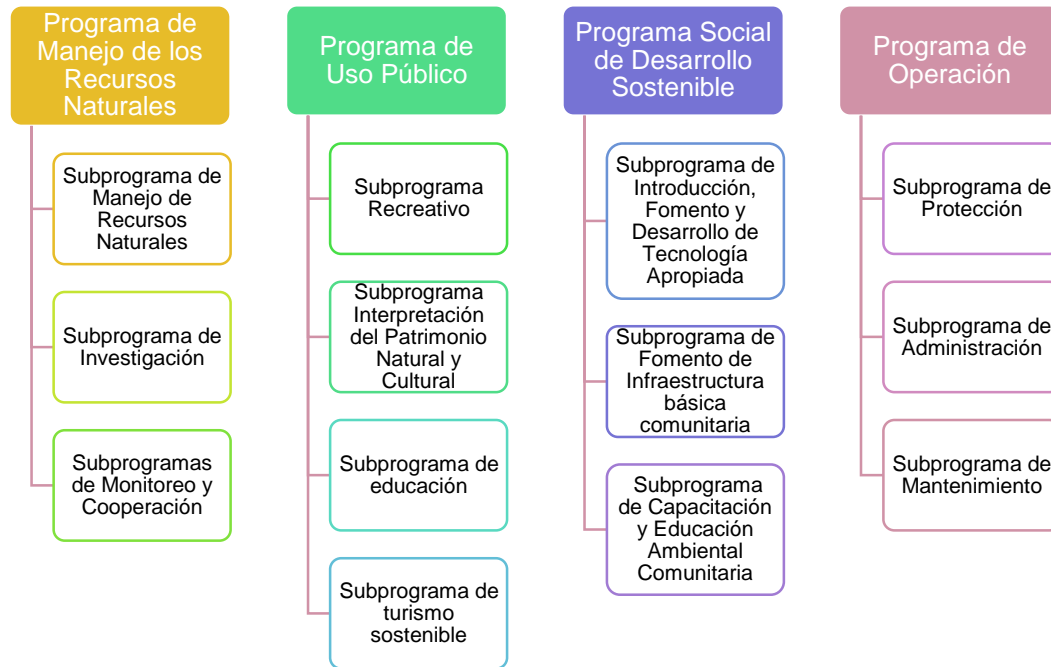 Programa de
Manejo de los
Recursos
Naturales
Subprograma de
Manejo de
Recursos
Naturales
Subprograma de
Investigación
Subprogramas
de Monitoreo y
Cooperación
Programa de
Uso Público
Subprograma
Recreativo
Subprograma
Interpretación
del Patrimonio
Natural y
Cultural
Subprograma de
educación
Subprograma de
turismo
sostenible
Programa Social
de Desarrollo
Sostenible
Subprograma de
Introducción,
Fomento y
Desarrollo de
Tecnología
Apropiada
Subprograma de
Fomento de
Infraestructura
básica
comunitaria
Subprograma
de Capacitación
y Educación
Ambiental
Comunitaria
Programa de
Operación
Subprograma de
Protección
Subprograma de
Administración
Subprograma de
Mantenimiento